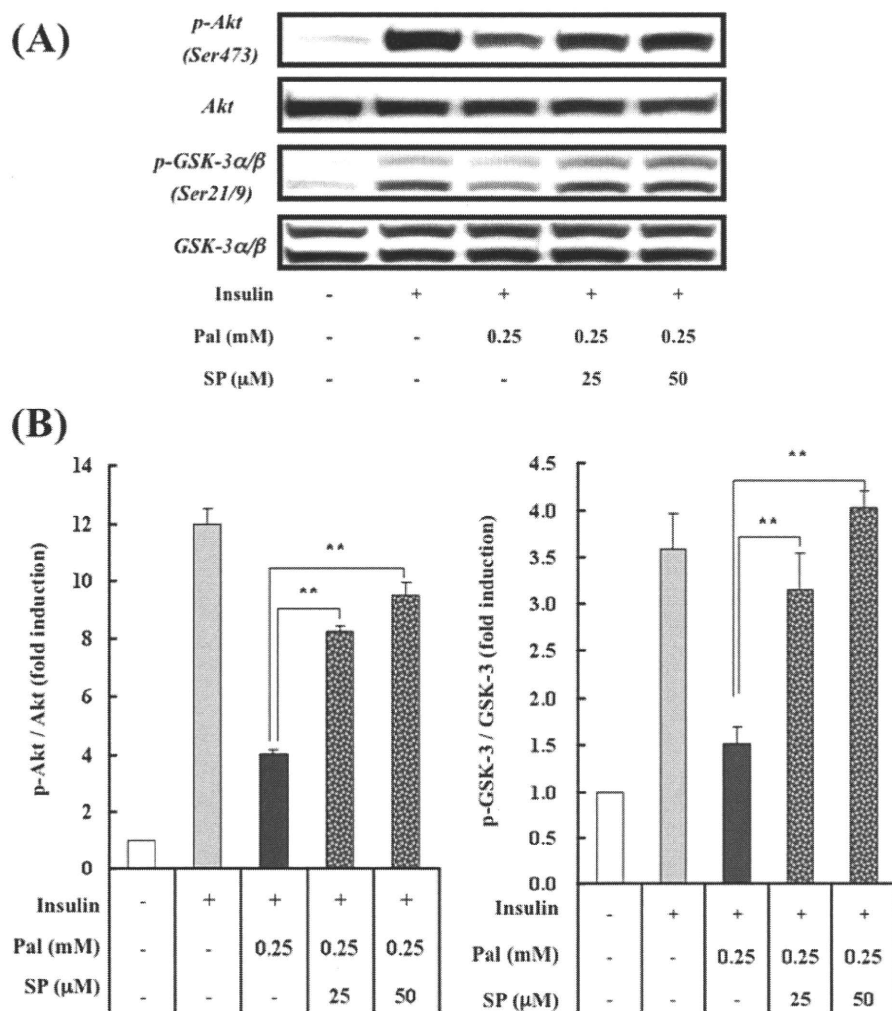 (A)
p-Akt
(Ser473)
Akt
p-GSK-3α/β
(Ser21/9)
GSK-3α/β
Insulin - + + + +
Pal (mM) - - 0.25 0.25 0.25
SP (μM) - - - 25 50
(B)
p-Akt / Akt (fold induction)
14
12
10
8
6
4
2
0
**
**
Insulin - + + + +
Pal (mM) - - 0.25 0.25 0.25
SP (μM) - - - 25 50
p-GSK-3 / GSK-3 (fold induction)
4.5
4.0
3.5
3.0
2.5
2.0
1.5
1.0
0.5
0.0
**
**
Insulin - + + + +
Pal (mM) - - 0.25 0.25 0.25
SP (μM) - - - 25 50